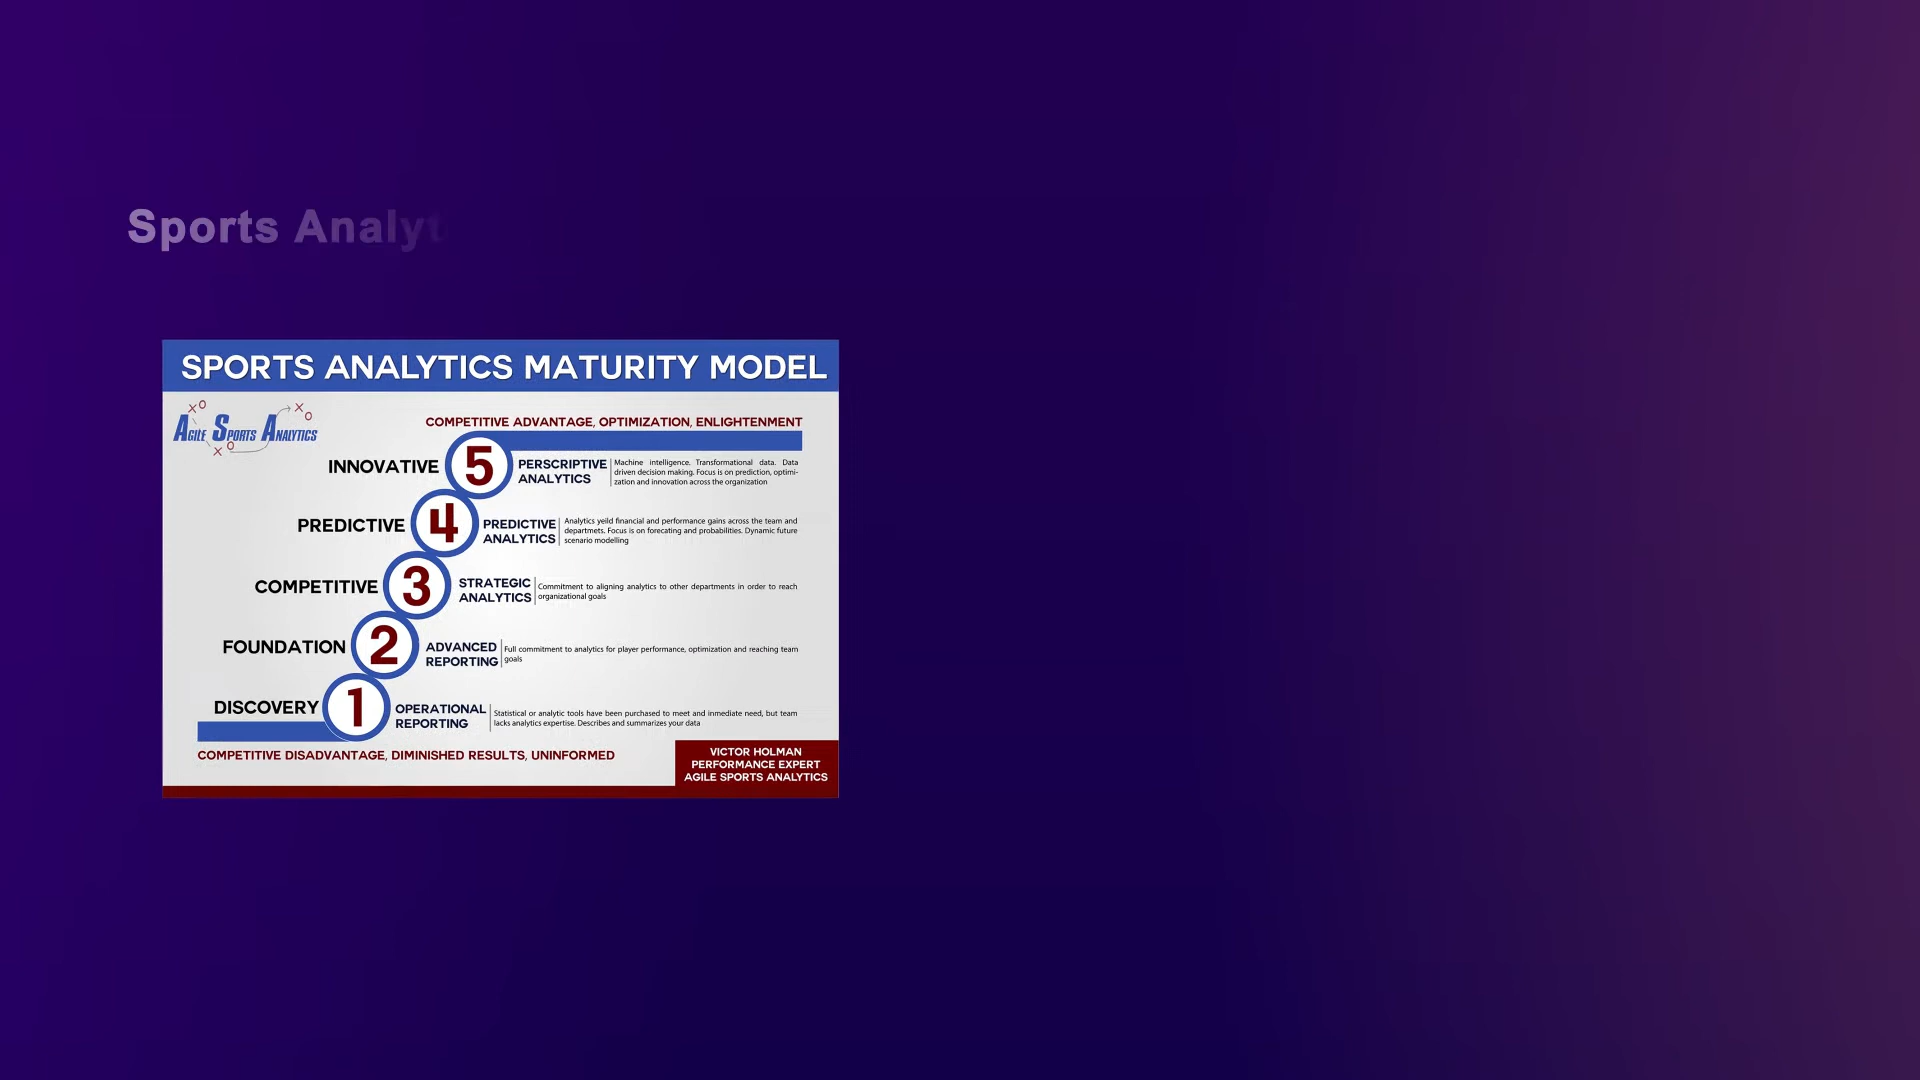 Sports Analyt
SPORTS ANALYTICS MATURITY MODEL
AGILE SPORTS ANALYTICS
COMPETITIVE ADVANTAGE, OPTIMIZATION, ENLIGHTENMENT
INNOVATIVE
5
PERSCRIPTIVE
ANALYTICS
Machine intelligence. Transformational data. Data
driven decision making. Focus is on prediction, optimi-
zation and innovation across the organization
PREDICTIVE
4
PREDICTIVE
ANALYTICS
Analytics yeild financial and performance gains across the team and
departmets. Focus is on forecating and probabilities. Dynamic future
scenario modelling
COMPETITIVE
3
STRATEGIC
ANALYTICS
Commitment to aligning analytics to other departments in order to reach
organizational goals
FOUNDATION
2
ADVANCED
REPORTING
Full commitment to analytics for player performance, optimization and reaching team
goals
DISCOVERY
1
OPERATIONAL
REPORTING
Statistical or analytic tools have been purchased to meet and inmediate need, but team
lacks analytics expertise. Describes and summarizes your data
COMPETITIVE DISADVANTAGE, DIMINISHED RESULTS, UNINFORMED
VICTOR HOLMAN
PERFORMANCE EXPERT
AGILE SPORTS ANALYTICS